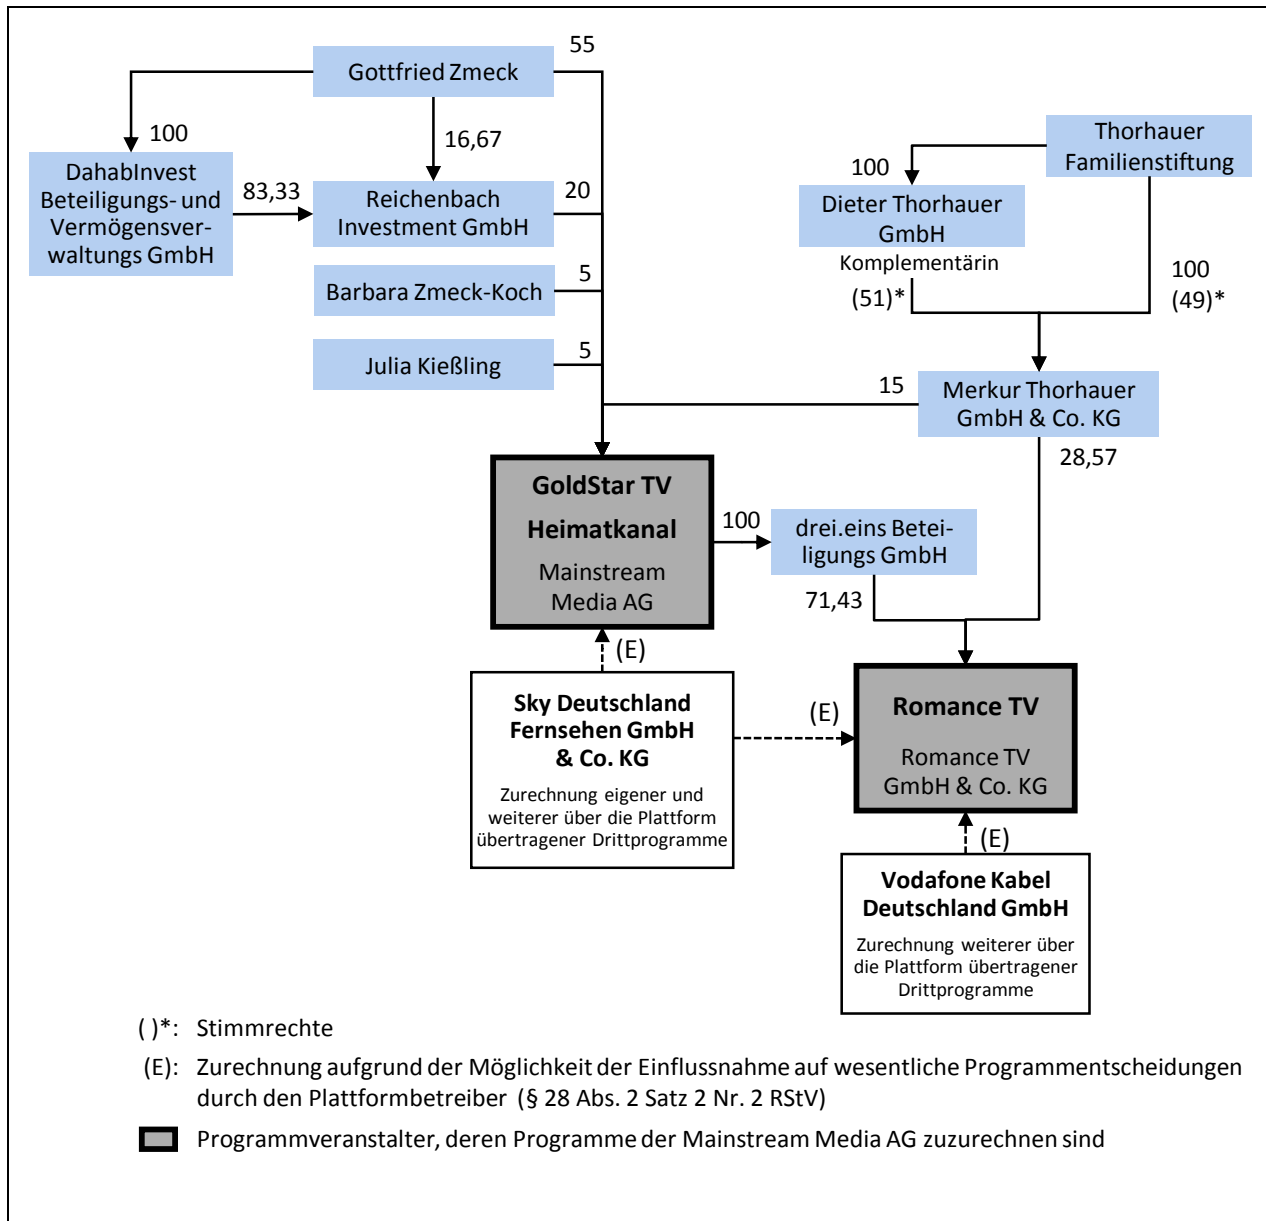 55
Gottfried Zmeck
100
16,67
Thorhauer
Familienstiftung
DahabInvest
Beteiligungs- und
Vermögensver-
waltungs GmbH
83,33
Reichenbach
Investment GmbH
20
100
Dieter Thorhauer
GmbH
Komplementärin
(51)*
100
(49)*
Barbara Zmeck-Koch
5
Julia Kießling
5
15
Merkur Thorhauer
GmbH & Co. KG
28,57
GoldStar TV
Heimatkanal
Mainstream
Media AG
100
drei.eins Betei-
ligungs GmbH
71,43
(E)
Sky Deutschland
Fernsehen GmbH
& Co. KG
Zurechnung eigener und
weiterer über die Plattform
übertragener Drittprogramme
(E)
Romance TV
Romance TV
GmbH & Co. KG
(E)
Vodafone Kabel
Deutschland GmbH
Zurechnung weiterer über
die Plattform übertragener
Drittprogramme
( )*: Stimmrechte
(E): Zurechnung aufgrund der Möglichkeit der Einflussnahme auf wesentliche Programmentscheidungen
durch den Plattformbetreiber (§ 28 Abs. 2 Satz 2 Nr. 2 RStV)
Programmveranstalter, deren Programme der Mainstream Media AG zuzurechnen sind